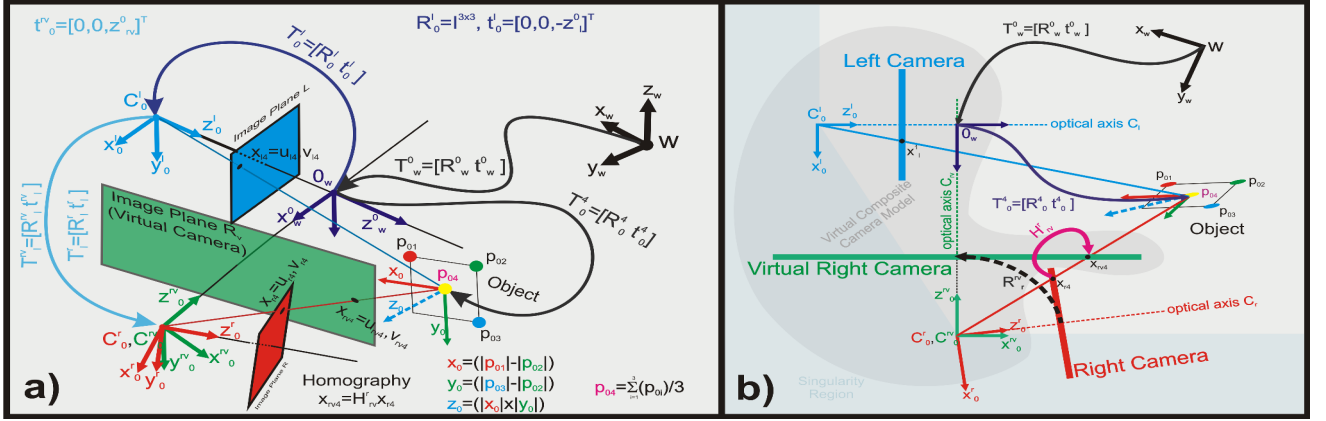 t^rv_0=[0,0,z^0_rv]^T
R^l_0=I^3x3, t^l_0=[0,0,-z^0_l]^T
T^l_0=[R^l_0 t^l_0]
C^l_0
z^l_0
x^l_0
y^l_0
Image Plane L
x_l4=u_l4,v_l4
z_w
x_w
W
y_w
T^0_w=[R^0_w t^0_w]
0_w
x^0_w
z^0_w
T^4_0=[R^4_0 t^4_0]
T^rv_l=[R^rv_l t^rv_l]
T^r_l=[R^r_l t^r_l]
Image Plane R_v
(Virtual Camera)
x_r4=u_r4,v_r4
x_rv4=u_rv4,v_rv4
p_01
p_02
x_0
p_04
Object
z_0
y_0
p_03
z^rv_0
C^r_0,C^rv_0
z^r_0
x^rv_0
y^rv_0
x^r_0
y^r_0
Image Plane R
a)
Homography
x_rv4=H^r_rv x_r4
x_0=(|p_01|-|p_02|)
y_0=(|p_03|-|p_02|)
z_0=(|x_0|x|y_0|)
p_04=Σ^3_i=1(p_0i)/3
T^0_w=[R^0_w t^0_w]
x_w
W
y_w
Left Camera
C^l_0
z^l_0
0_w
optical axis C_l
x^l_0
x^4_l
optical axis C_rv
Virtual Composite
Camera Model
T^4_0=[R^4_0 t^4_0]
p_01
p_02
p_04
p_03
Object
H^r_rv
Virtual Right Camera
x_rv4
R^rv_r
x_r4
z^rv_0
optical axis C_r
C^r_0,C^rv_0
z^r_0
x^rv_0
Right Camera
x^r_0
b)
Singularity
Region